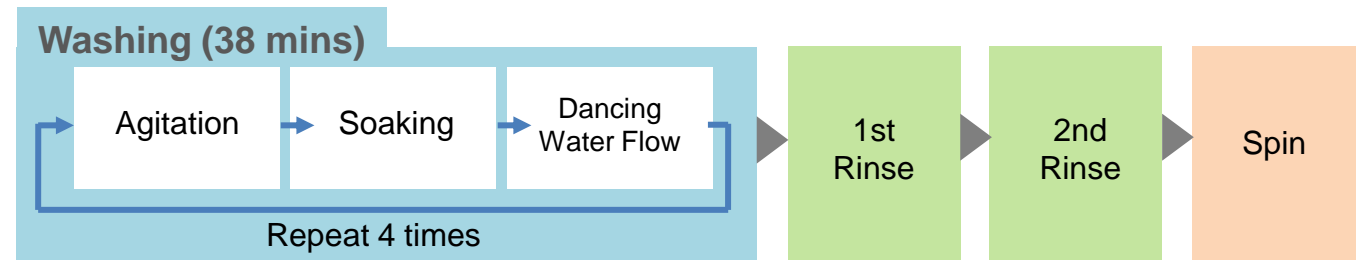 Washing (38 mins)
Agitation
Soaking
Dancing
Water Flow
Repeat 4 times
1st
Rinse
2nd
Rinse
Spin